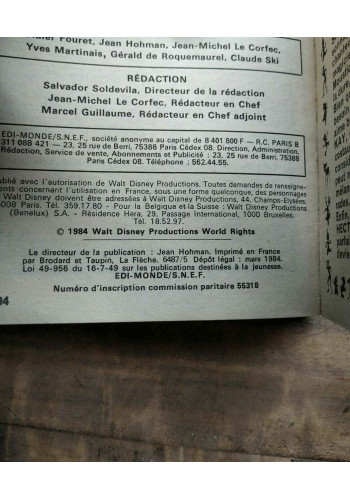 Fouret, Jean Hohman, Jean-Michel Le Corfec,
Yves Martinais, Gérald de Roquemaurel, Claude Ski
RÉDACTION
Salvador Soldevila, Directeur de la rédaction
Jean-Michel Le Corfec, Rédacteur en Chef
Marcel Guillaume, Rédacteur en Chef adjoint
EDI-MONDE/S.N.E.F., société anonyme au capital de 8 401 800 F — R.C. PARIS B
311 088 421 — 23, 25 rue de Berri, 75388 Paris Cédex 08. Direction, Administration,
Rédaction, Service de vente, Abonnements et Publicité : 23, 25 rue de Berri, 75388
Paris Cédex 08. Téléphone : 562.44.55.
Publié avec l'autorisation de Walt Disney Productions. Toutes demandes de renseigne-
ments concernant l'utilisation en France, sous une forme quelconque, des personnages
Walt Disney doivent être adressées à Walt Disney Productions, 44, Champs-Elysées,
75008 Paris. Tél. 359.17.80 - Pour la Belgique et la Suisse : Walt Disney Productions
(Benelux) S.A. - Résidence Hera, 29, Passage International, 1000 Bruxelles.
Tél. 18.52.97.
© 1984 Walt Disney Productions World Rights
Le directeur de la publication : Jean Hohman. Imprimé en France
par Brodard et Taupin, La Flèche. 6487/5 Dépôt légal : mars 1984.
Loi 49-956 du 16-7-49 sur les publications destinées à la jeunesse.
EDI-MONDE/S.N.E.F.
Numéro d'inscription commission paritaire 55318
94
Enfin,
HECT
parfai
devie